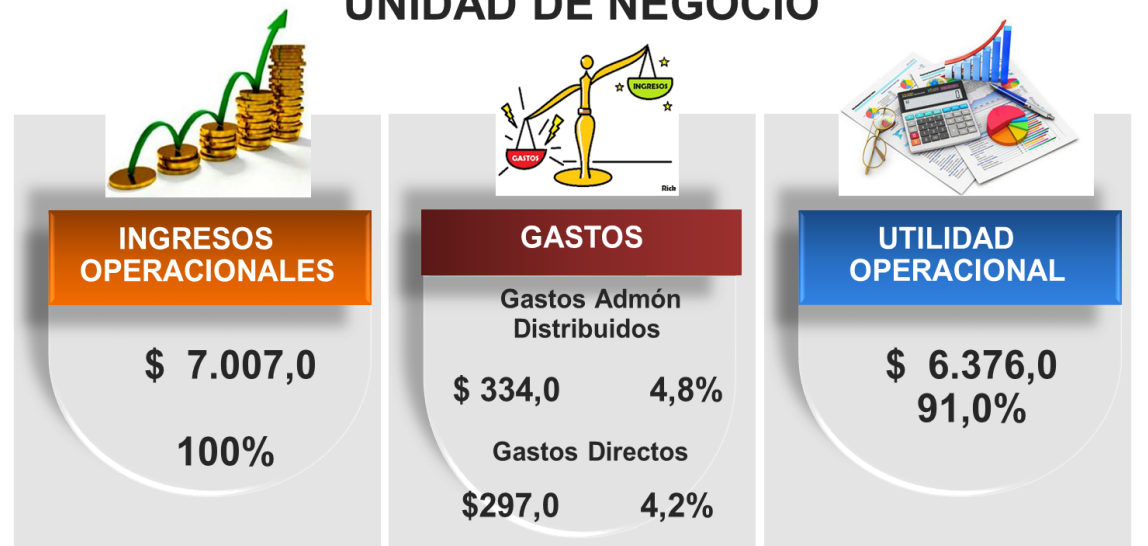 UNIDAD DE NEGOCIO
INGRESOS
GASTOS
Rick
INGRESOS
OPERACIONALES
$ 7.007,0
100%
GASTOS
Gastos Admón
Distribuidos
$ 334,0 4,8%
Gastos Directos
$297,0 4,2%
UTILIDAD
OPERACIONAL
$ 6.376,0
91,0%